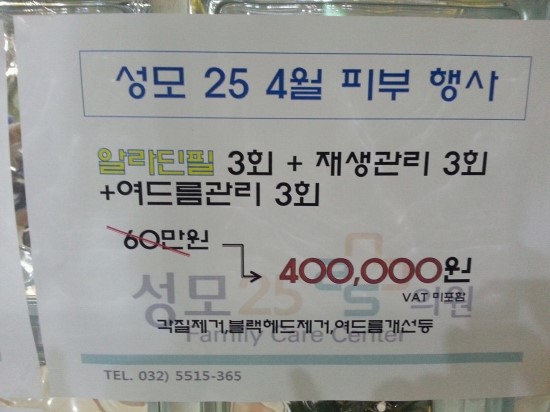 성모 25 4월 피부 행사
알라딘필 3회 + 재생관리 3회
+여드름관리 3회
60만원
400,000원
VAT 미포함
성모25 의원
각질제거,블랙헤드제거,여드름개선등
Family Care Center
TEL. 032) 5515-365